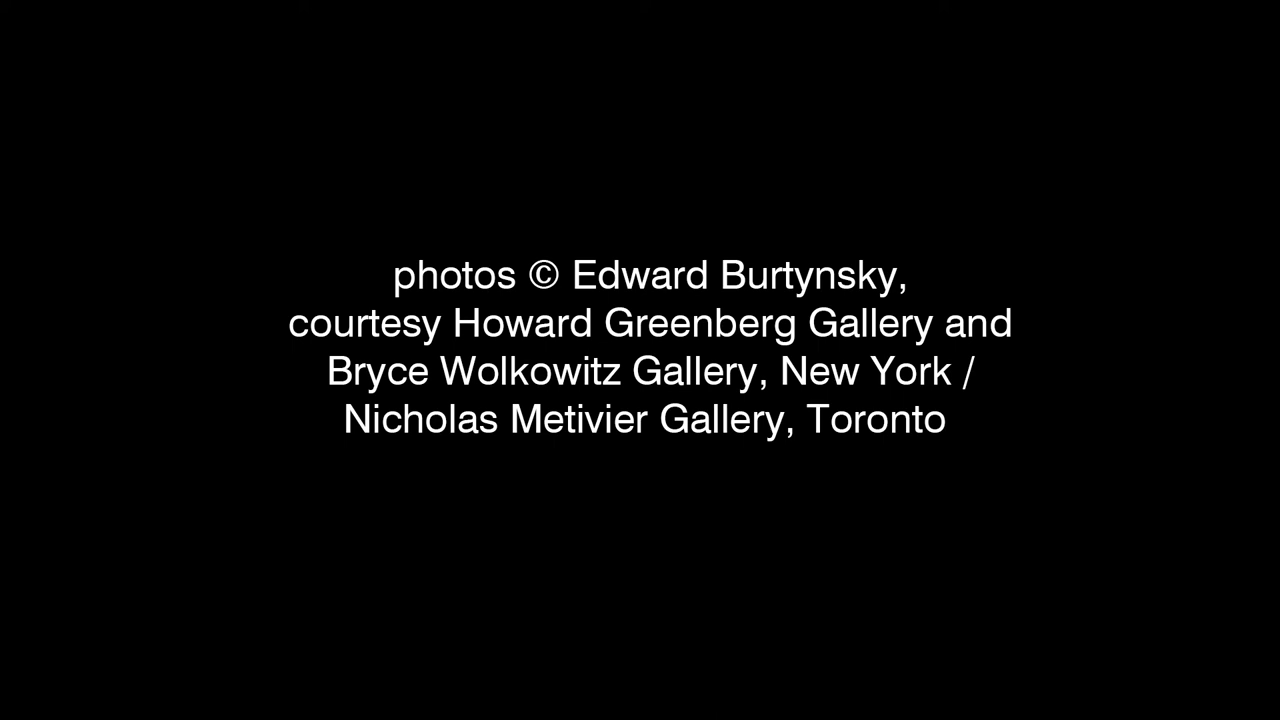 photos © Edward Burtynsky,
courtesy Howard Greenberg Gallery and
Bryce Wolkowitz Gallery, New York /
Nicholas Metivier Gallery, Toronto